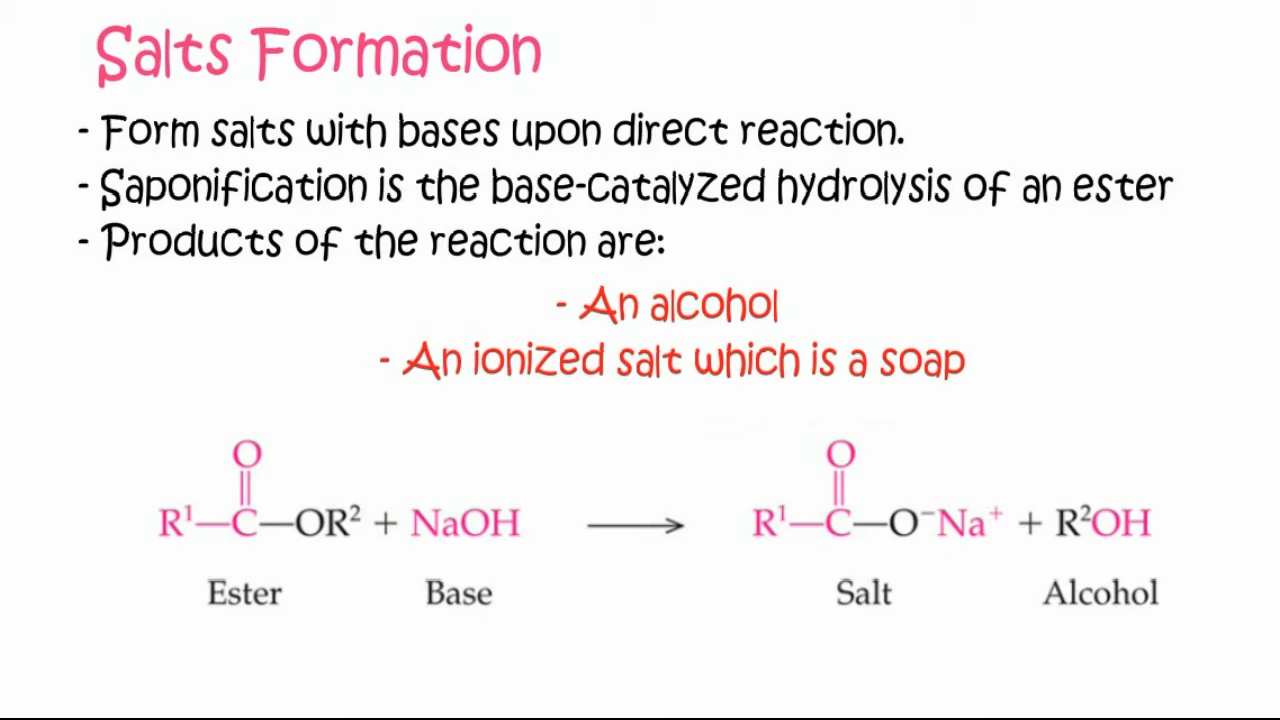 Salts Formation
- Form salts with bases upon direct reaction.
- Saponification is the base-catalyzed hydrolysis of an ester
- Products of the reaction are:
- An alcohol
- An ionized salt which is a soap
O O
R¹—C—OR² + NaOH ⟶ R¹—C—O⁻Na⁺ + R²OH
Ester Base Salt Alcohol